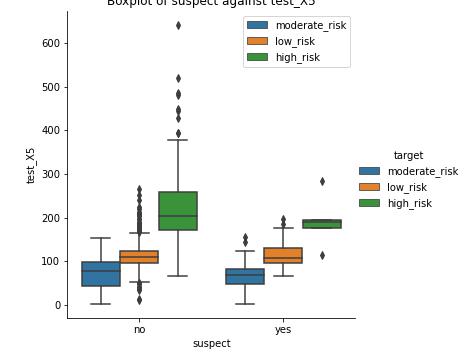 Boxplot of suspect against test_X5
moderate_risk
low_risk
high_risk
600
500
400
300
200
100
0
test_X5
target
moderate_risk
low_risk
high_risk
no
yes
suspect